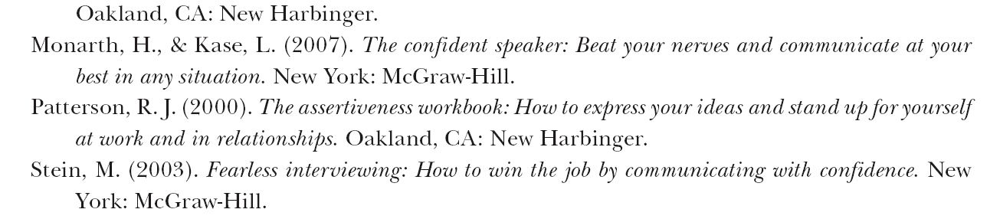 Oakland, CA: New Harbinger.
Monarth, H., & Kase, L. (2007). The confident speaker: Beat your nerves and communicate at your
best in any situation. New York: McGraw-Hill.
Patterson, R. J. (2000). The assertiveness workbook: How to express your ideas and stand up for yourself
at work and in relationships. Oakland, CA: New Harbinger.
Stein, M. (2003). Fearless interviewing: How to win the job by communicating with confidence. New
York: McGraw-Hill.